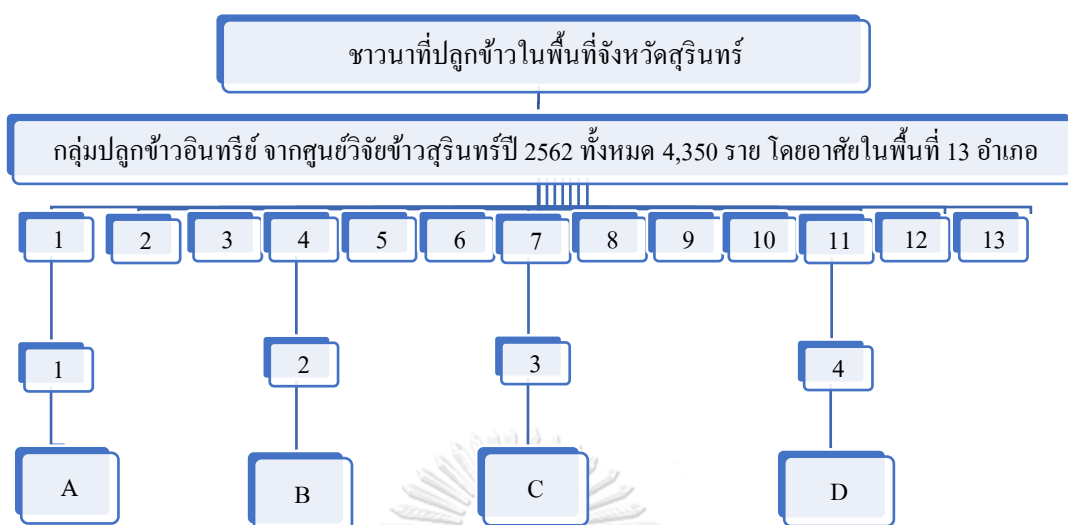 ชาวนาที่ปลูกข้าวในพื้นที่จังหวัดสุรินทร์
กลุ่มปลูกข้าวอินทรีย์ จากศูนย์วิจัยข้าวสุรินทร์ปี 2562 ทั้งหมด 4,350 ราย โดยอาศัยในพื้นที่ 13 อำเภอ
1 2 3 4 5 6 7 8 9 10 11 12 13
1 2 3 4
A B C D